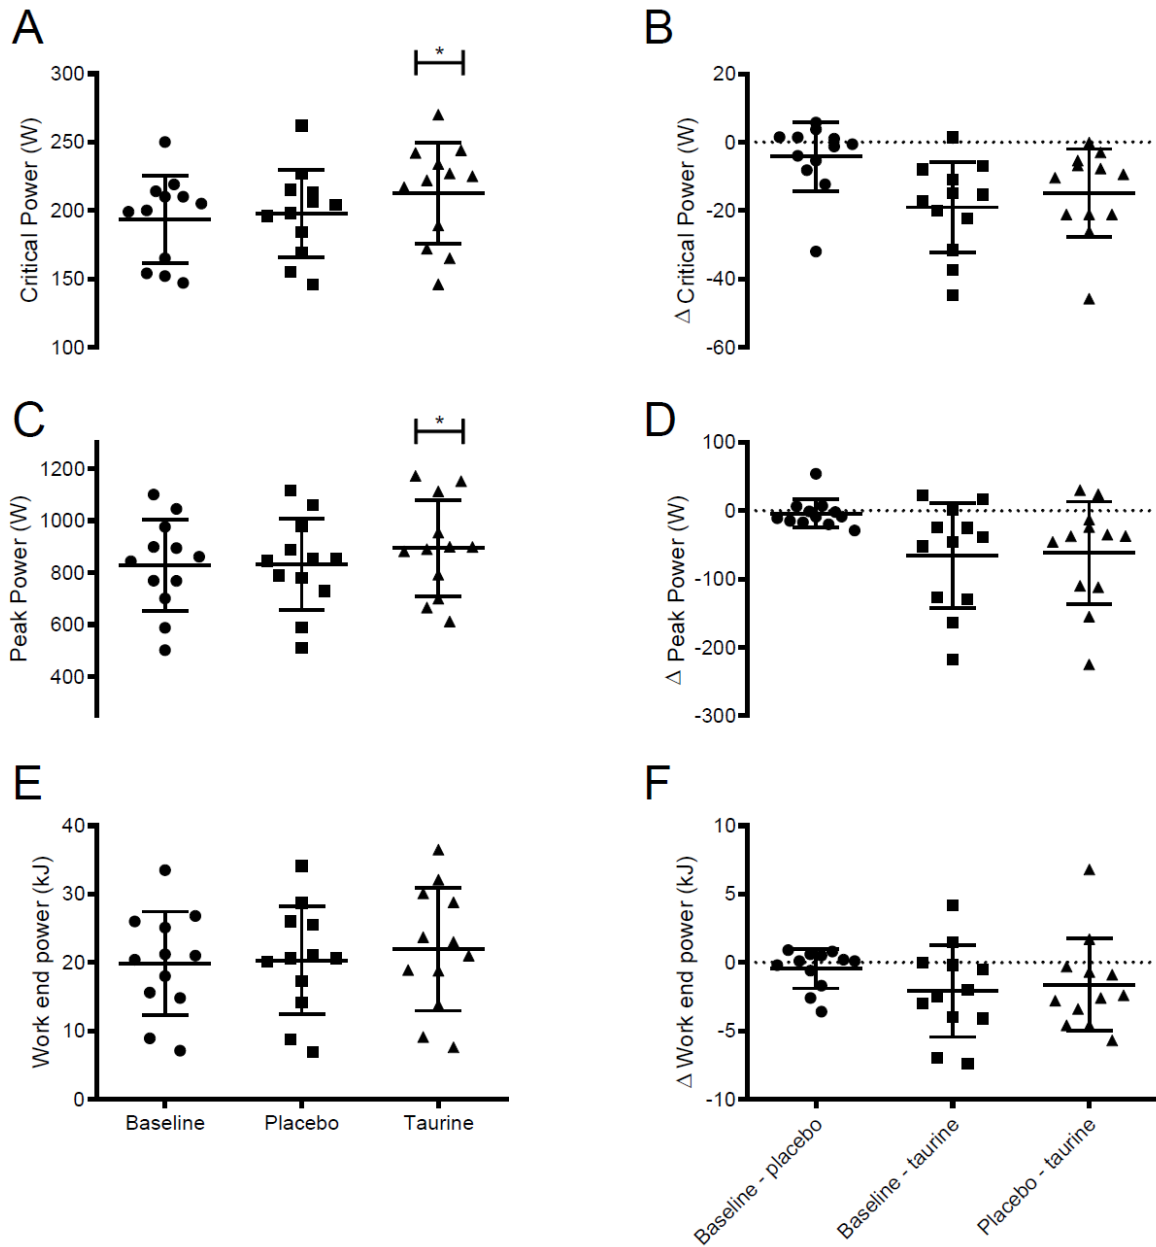 A
Critical Power (W)
300
250
200
150
100
*
B
Δ Critical Power (W)
20
0
-20
-40
-60
C
Peak Power (W)
1200
1000
800
600
400
*
D
Δ Peak Power (W)
100
0
-100
-200
-300
E
Work end power (kJ)
40
30
20
10
0
Baseline
Placebo
Taurine
F
Δ Work end power (kJ)
10
5
0
-5
-10
Baseline - placebo
Baseline - taurine
Placebo - taurine